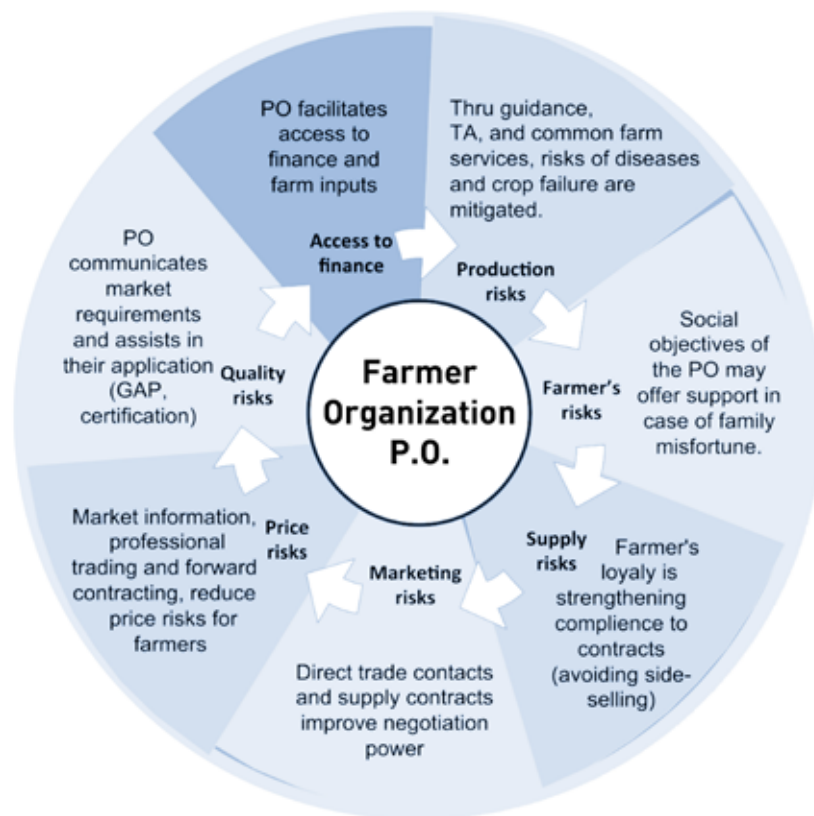 Farmer
Organization
P.O.
PO facilitates
access to
finance and
farm inputs
Access to
finance
Thru guidance,
TA, and common farm
services, risks of diseases
and crop failure are
mitigated.
Production
risks
Social
objectives of
the PO may
offer support in
case of family
misfortune.
Farmer's
risks
Supply
risks
Farmer's
loyaly is
strengthening
complience to
contracts
(avoiding side-
selling)
Marketing
risks
Direct trade contacts
and supply contracts
improve negotiation
power
Price
risks
Market information,
professional
trading and forward
contracting, reduce
price risks for
farmers
PO
communicates
market
requirements
and assists in
their application
(GAP,
certification)
Quality
risks